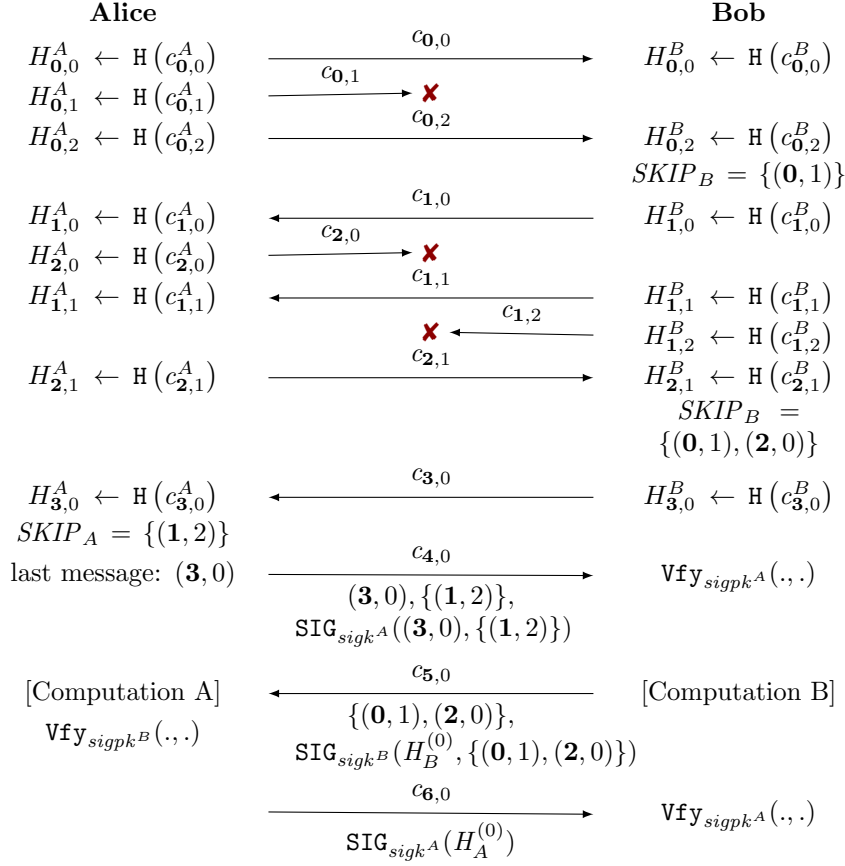 Alice Bob
c_{0,0}
H^A_{0,0} ← H(c^A_{0,0}) H^B_{0,0} ← H(c^B_{0,0})
c_{0,1}
H^A_{0,1} ← H(c^A_{0,1}) ✘
c_{0,2}
H^A_{0,2} ← H(c^A_{0,2}) H^B_{0,2} ← H(c^B_{0,2})
SKIP_B = {(0, 1)}
c_{1,0}
H^A_{1,0} ← H(c^A_{1,0}) H^B_{1,0} ← H(c^B_{1,0})
c_{2,0}
H^A_{2,0} ← H(c^A_{2,0}) ✘
c_{1,1}
H^A_{1,1} ← H(c^A_{1,1}) H^B_{1,1} ← H(c^B_{1,1})
c_{1,2}
✘ H^B_{1,2} ← H(c^B_{1,2})
c_{2,1}
H^A_{2,1} ← H(c^A_{2,1}) H^B_{2,1} ← H(c^B_{2,1})
SKIP_B =
{(0, 1), (2, 0)}
c_{3,0}
H^A_{3,0} ← H(c^A_{3,0}) H^B_{3,0} ← H(c^B_{3,0})
SKIP_A = {(1, 2)}
c_{4,0}
last message: (3, 0) Vfy_{sigpk^A}(., .)
(3, 0), {(1, 2)},
SIG_{sigk^A}((3, 0), {(1, 2)})
c_{5,0}
[Computation A] [Computation B]
{(0, 1), (2, 0)},
Vfy_{sigpk^B}(., .)
SIG_{sigk^B}(H_B^{(0)}, {(0, 1), (2, 0)})
c_{6,0}
Vfy_{sigpk^A}(., .)
SIG_{sigk^A}(H_A^{(0)})